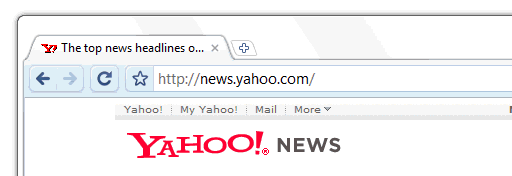 The top news headlines o...
http://news.yahoo.com/
Yahoo! My Yahoo! Mail More
YAHOO!® NEWS